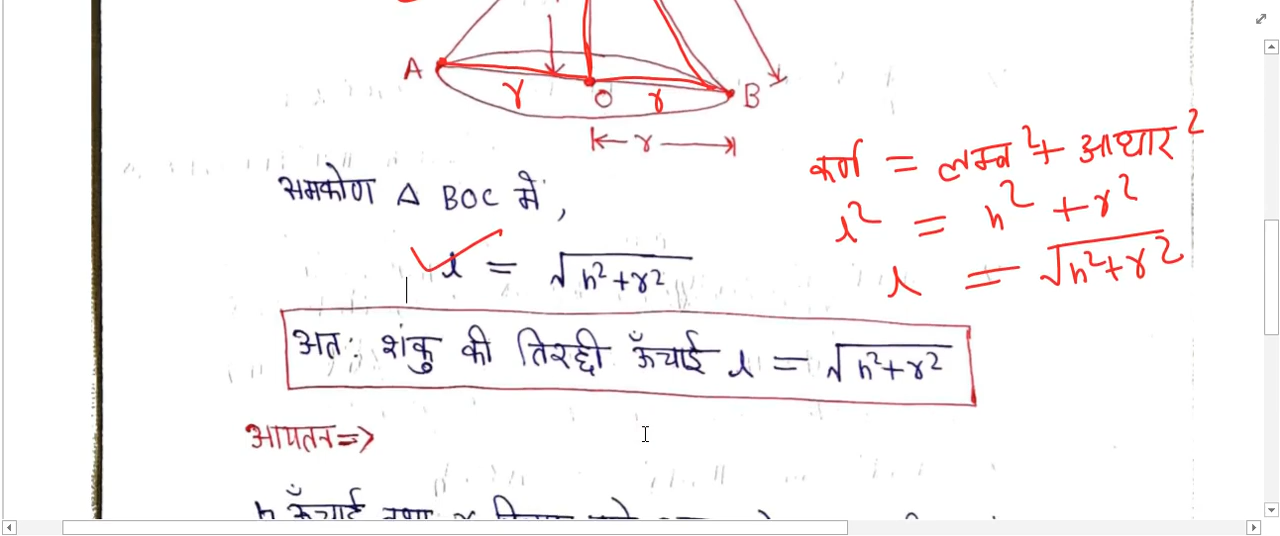 A r O r B
r
समकोण △ BOC में,
l = √h²+r²
कर्ण = लम्ब² + आधार²
l² = h² + r²
l = √h²+r²
अतः शंकु की तिरछी ऊँचाई l = √h²+r²
आयतन =>
h ऊँचाई तथा r